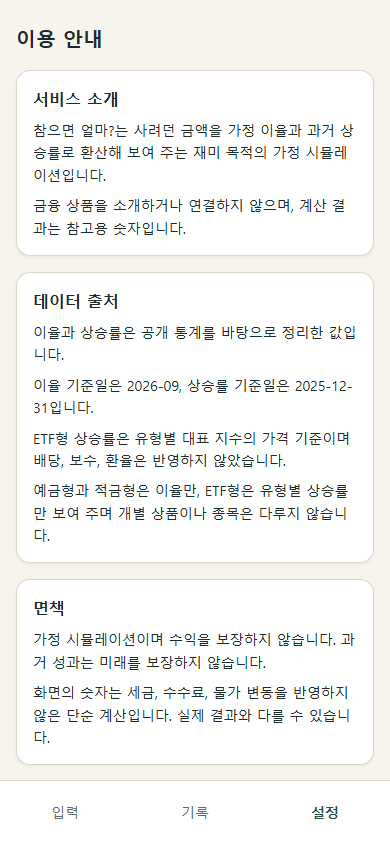 이용 안내
서비스 소개
참으면 얼마?는 사려던 금액을 가정 이율과 과거 상
승률로 환산해 보여 주는 재미 목적의 가정 시뮬레
이션입니다.
금융 상품을 소개하거나 연결하지 않으며, 계산 결
과는 참고용 숫자입니다.
데이터 출처
이율과 상승률은 공개 통계를 바탕으로 정리한 값입
니다.
이율 기준일은 2026-09, 상승률 기준일은 2025-12-
31입니다.
ETF형 상승률은 유형별 대표 지수의 가격 기준이며
배당, 보수, 환율은 반영하지 않았습니다.
예금형과 적금형은 이율만, ETF형은 유형별 상승률
만 보여 주며 개별 상품이나 종목은 다루지 않습니
다.
면책
가정 시뮬레이션이며 수익을 보장하지 않습니다. 과
거 성과는 미래를 보장하지 않습니다.
화면의 숫자는 세금, 수수료, 물가 변동을 반영하지
않은 단순 계산입니다. 실제 결과와 다를 수 있습니
다.
입력
기록
설정